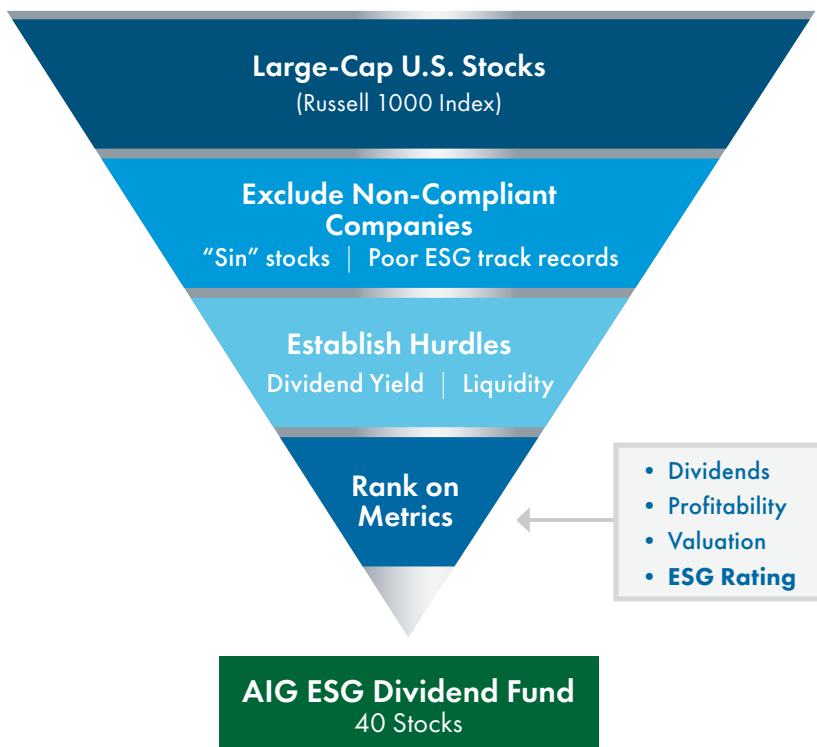 Large-Cap U.S. Stocks
(Russell 1000 Index)
Exclude Non-Compliant
Companies
“Sin” stocks | Poor ESG track records
Establish Hurdles
Dividend Yield | Liquidity
Rank on
Metrics
• Dividends
• Profitability
• Valuation
• ESG Rating
AIG ESG Dividend Fund
40 Stocks